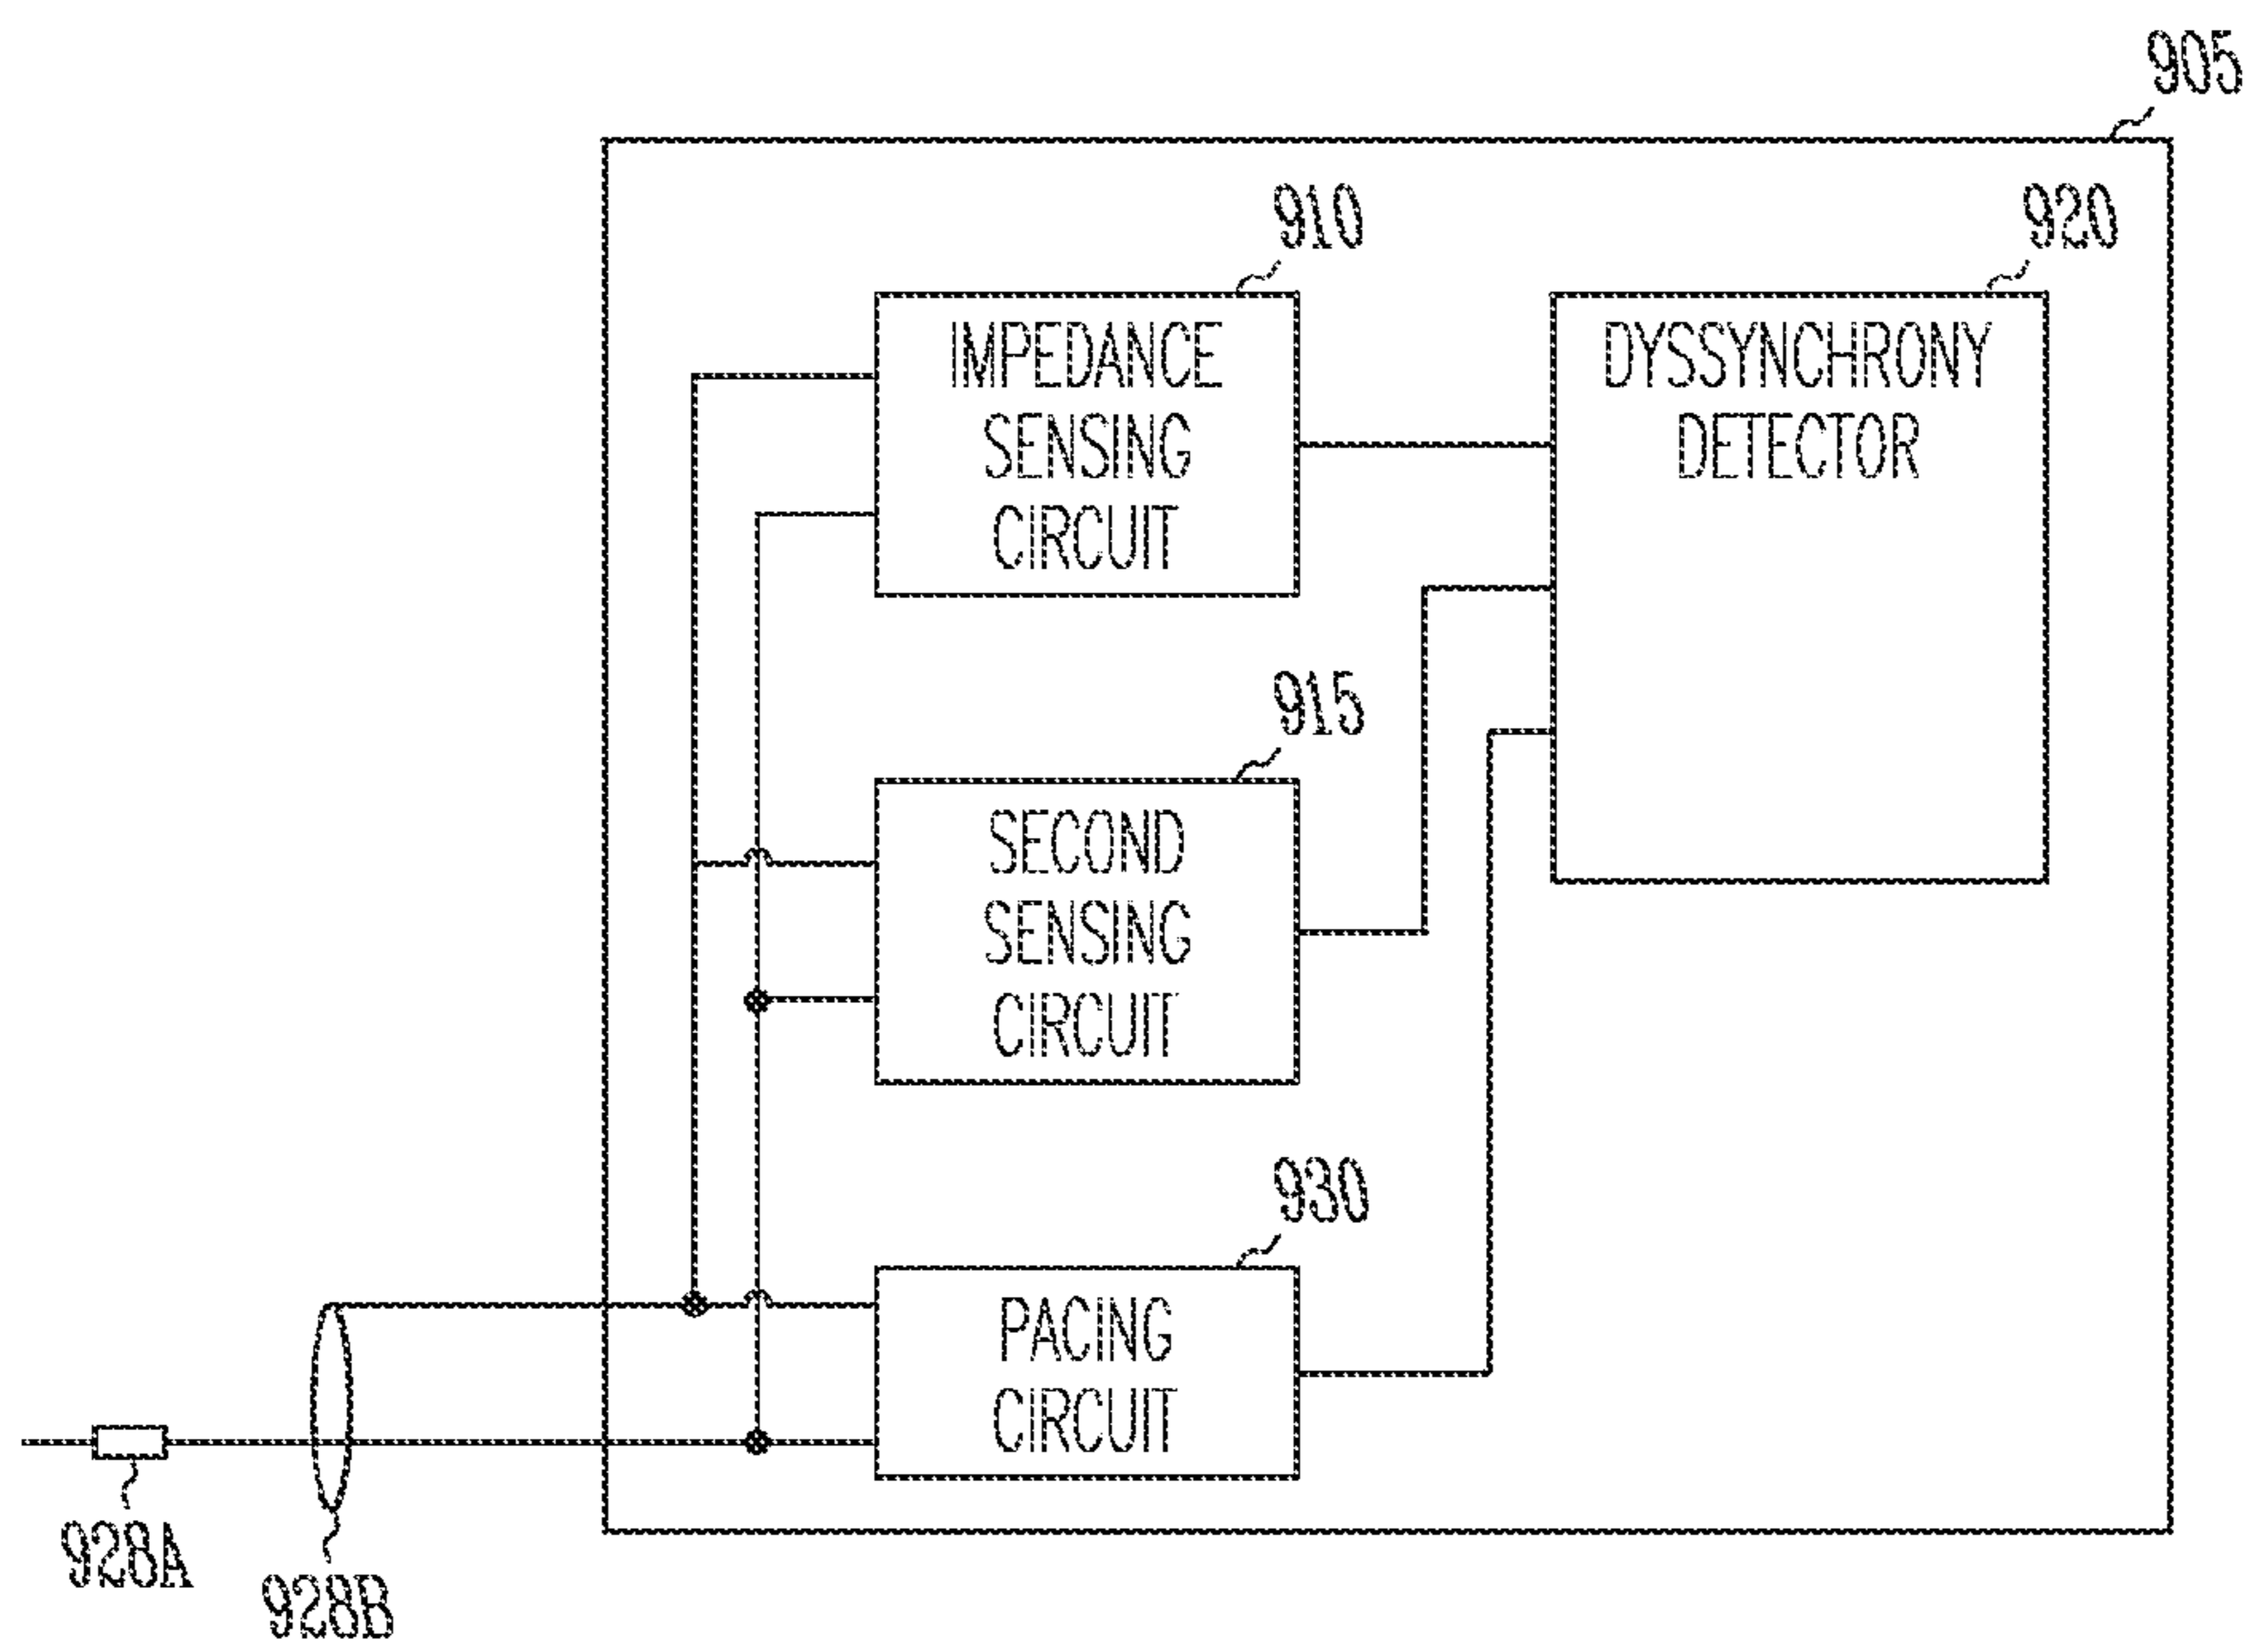 905
910
920
IMPEDANCE
SENSING
CIRCUIT
DYSSYNCHRONY
DETECTOR
915
SECOND
SENSING
CIRCUIT
930
PACING
CIRCUIT
928A
928B